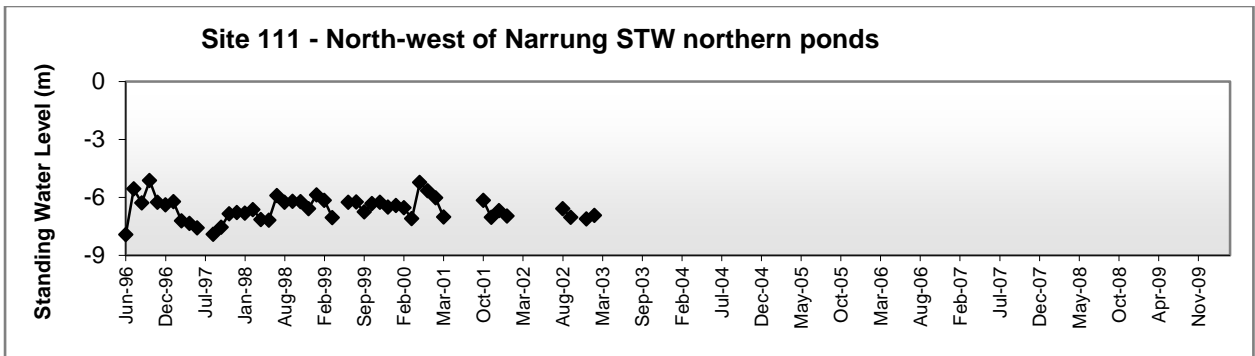 Site 111 - North-west of Narrung STW northern ponds
Standing Water Level (m)
0
-3
-6
-9
Jun-96
Dec-96
Jul-97
Jan-98
Aug-98
Feb-99
Sep-99
Feb-00
Mar-01
Oct-01
Mar-02
Aug-02
Mar-03
Sep-03
Feb-04
Jul-04
Dec-04
May-05
Oct-05
Mar-06
Aug-06
Feb-07
Jul-07
Dec-07
May-08
Oct-08
Apr-09
Nov-09